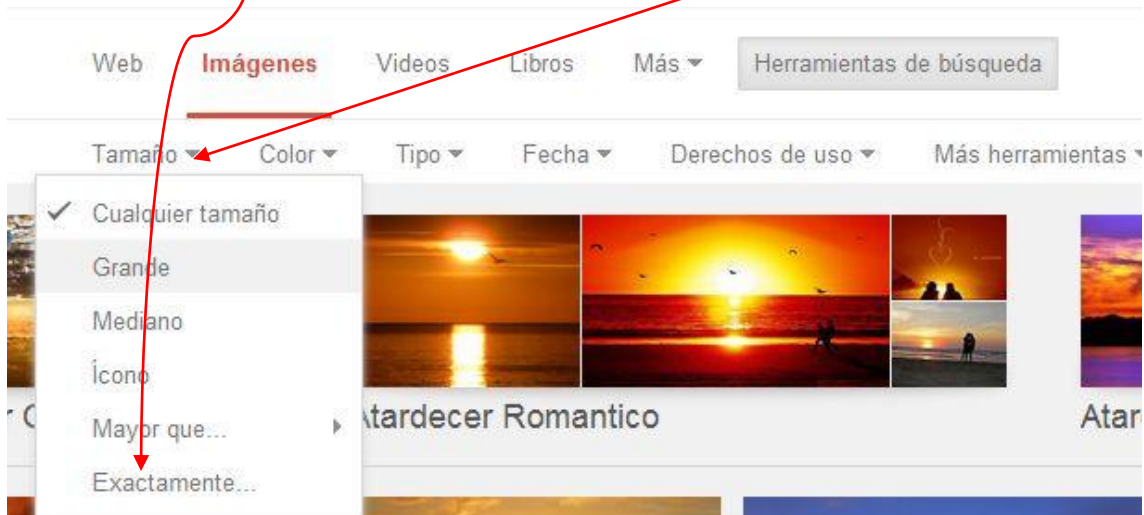 Web Imágenes Videos Libros Más Herramientas de búsqueda
Tamaño Color Tipo Fecha Derechos de uso Más herramientas
Cualquier tamaño
Grande
Mediano
Ícono
Mayor que...
Exactamente...
Atardecer Romantico